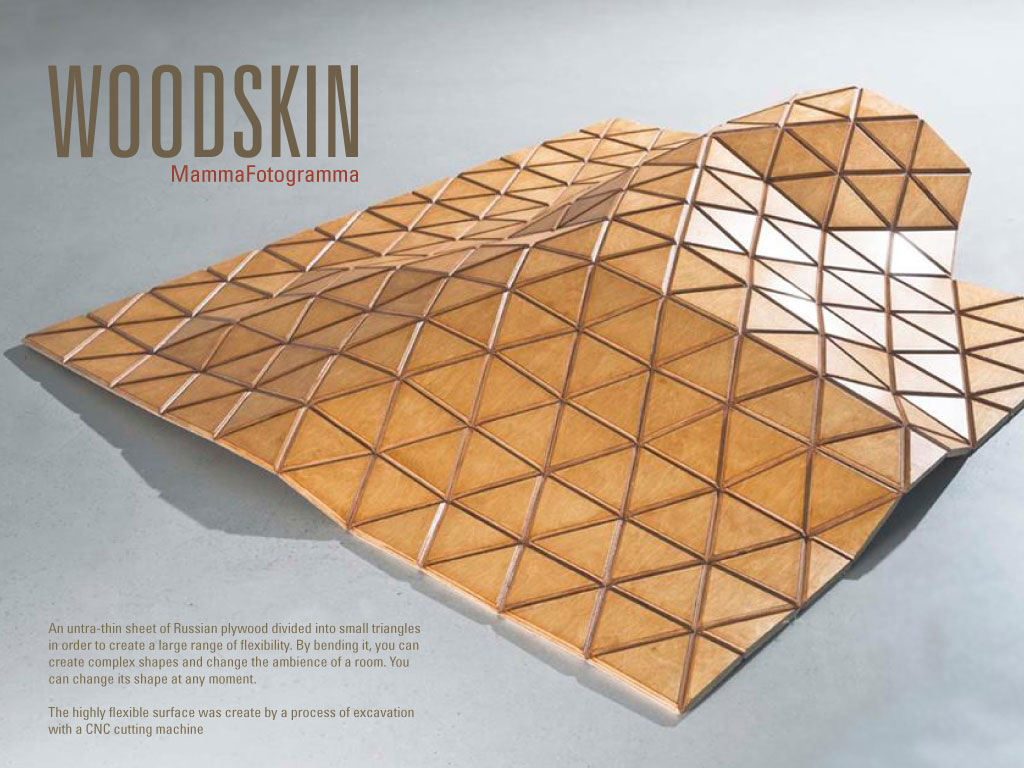 WOODSKIN
MammaFotogramma
An untra-thin sheet of Russian plywood divided into small triangles
in order to create a large range of flexibility. By bending it, you can
create complex shapes and change the ambience of a room. You
can change its shape at any moment.
The highly flexible surface was create by a process of excavation
with a CNC cutting machine